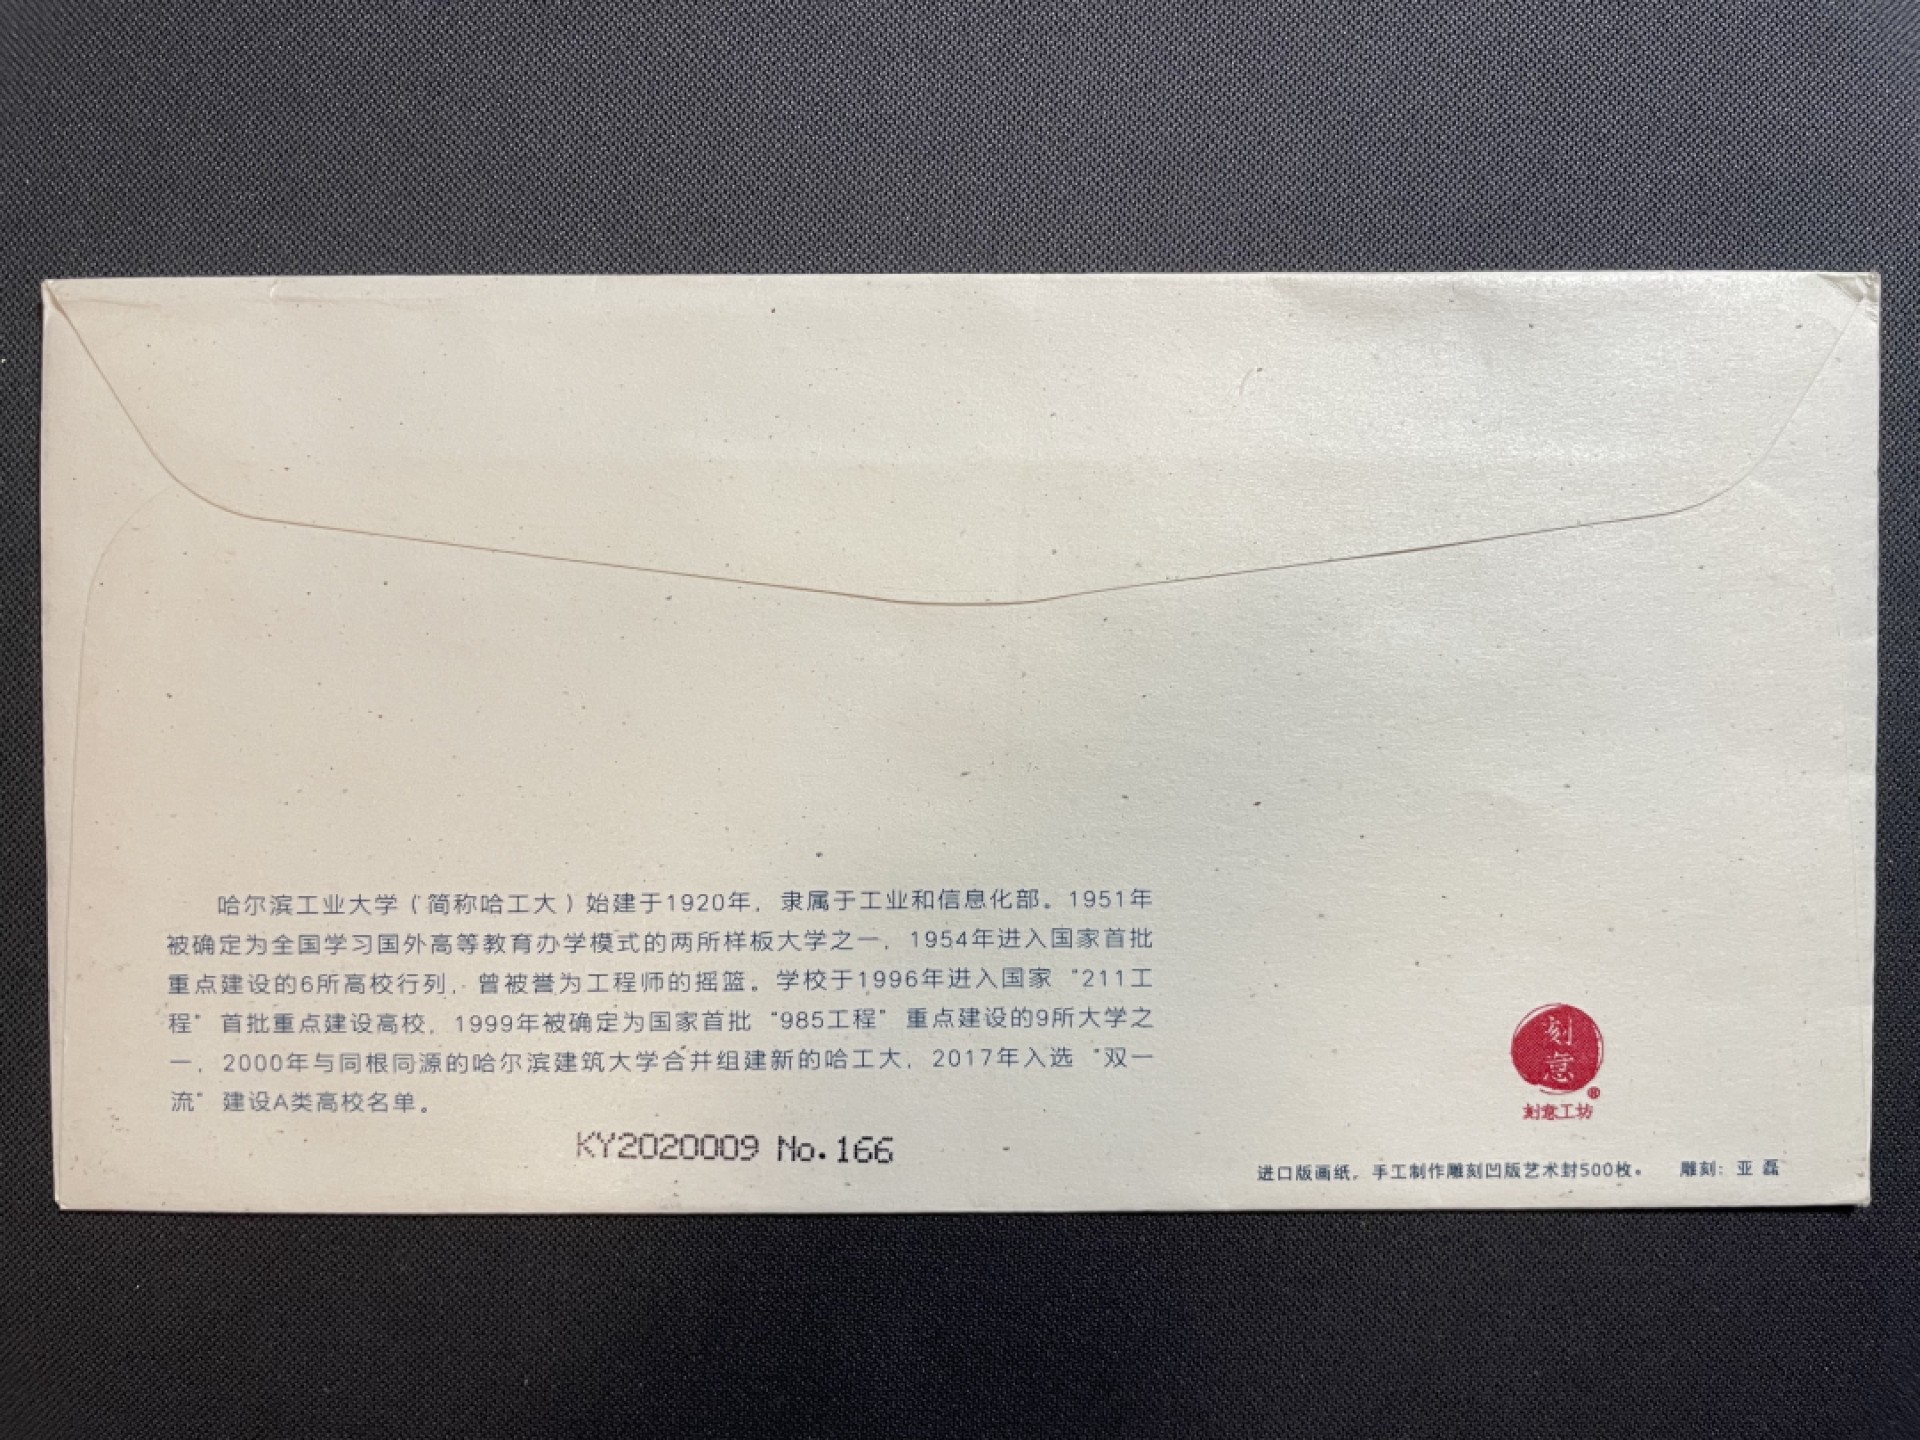 哈尔滨工业大学(简称哈工大)始建于1920年，隶属于工业和信息化部。1951年
被确定为全国学习国外高等教育办学模式的两所样板大学之一，1954年进入国家首批
重点建设的6所高校行列，曾被誉为工程师的摇篮。学校于1996年进入国家“211工
程”首批重点建设高校，1999年被确定为国家首批“985工程”重点建设的9所大学之
一，2000年与同根同源的哈尔滨建筑大学合并组建新的哈工大，2017年入选“双一
流”建设A类高校名单。
KY2020009 No.166
刻
意
®
刻意工坊
进口版画纸，手工制作雕刻凹版艺术封500枚。 雕刻：亚 磊